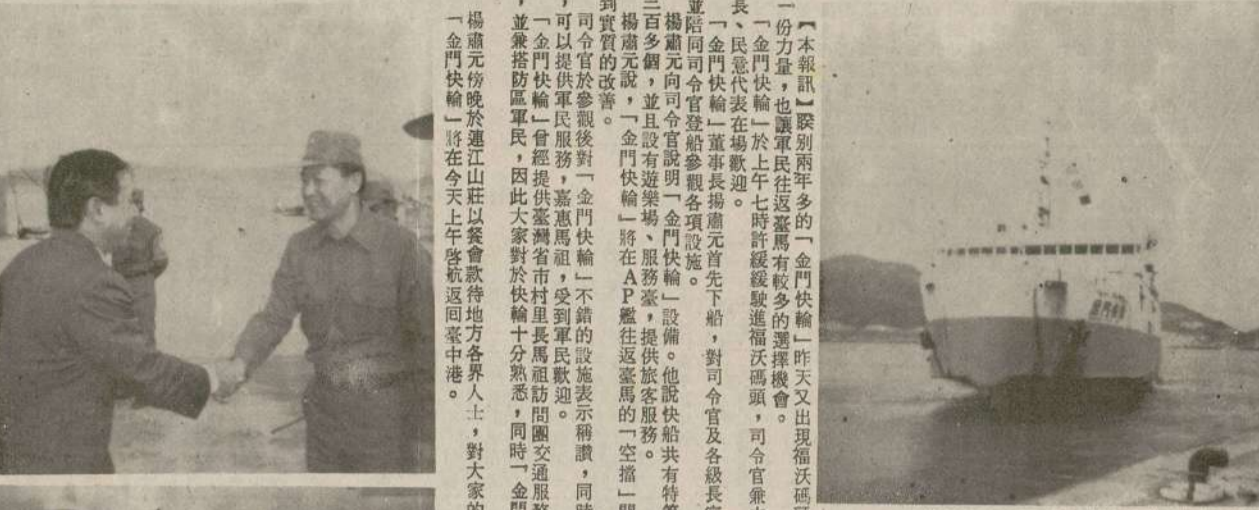 【本報訊】睽別兩年多的「金門快輪」昨天又出現福沃碼
一份力量,也讓軍民往返臺馬有較多的選擇機會。
「金門快輪」於上午七時許緩緩駛進福沃碼頭,司令官兼
長、民意代表在場歡迎。
「金門快輪」董事長楊肅元首先下船,對司令官及各級長
並陪同司令官登船參觀各項設施。
楊肅元向司令官說明「金門快輪」設備。他說快船共有特等
百多個,並且設有遊樂場、服務臺,提供旅客服務。
楊肅元說,「金門快輪」將在AP艦往返臺馬的「空擋」
到實質的改善。
司令官於參觀後對「金門快輪」不錯的設施表示稱讚,同時
,可以提供軍民服務,嘉惠馬祖,受到軍民歡迎。
「金門快輪」曾經提供臺灣省市村里長馬祖訪問團交通服務
,並兼搭防區軍民,因此大家對於快輪十分熟悉,同時「金門
楊肅元傍晚於連江山莊以餐會款待地方各界人士,對大家的
「金門快輪」將在今天上午啓航返回臺中港。